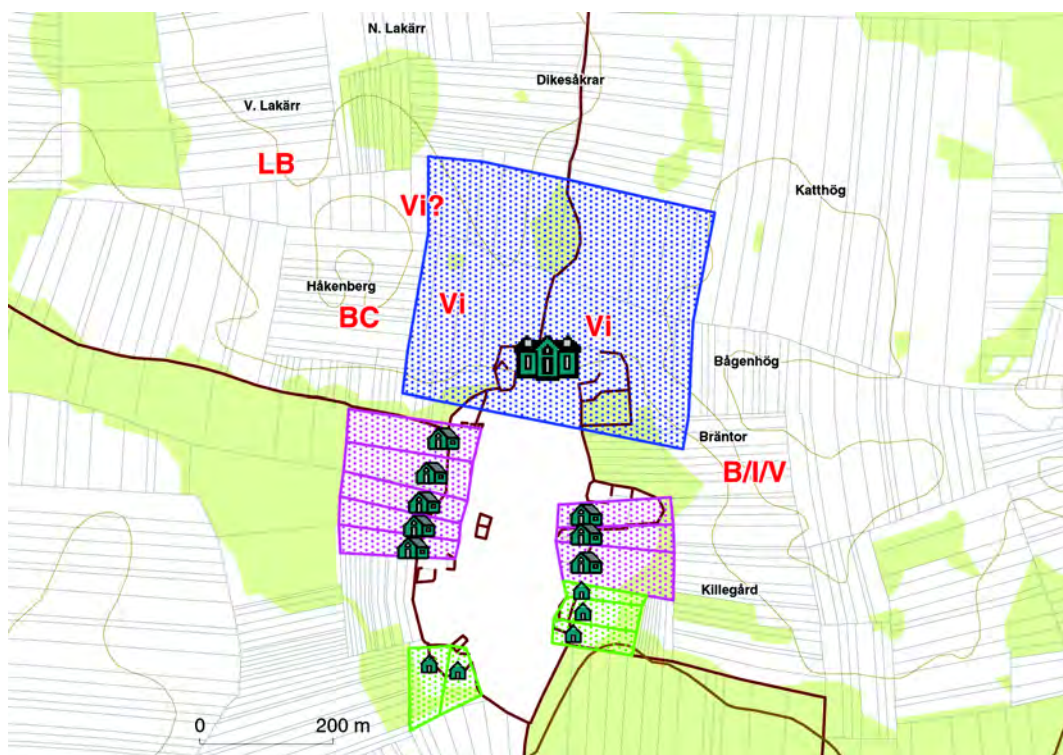 N. Lakärr
Dikesåkrar
V. Lakärr
LB
Katthög
Vi?
Håkenberg
BC
Vi
Vi
Bågenhög
Bräntor
B/I/V
Killegård
0 200 m